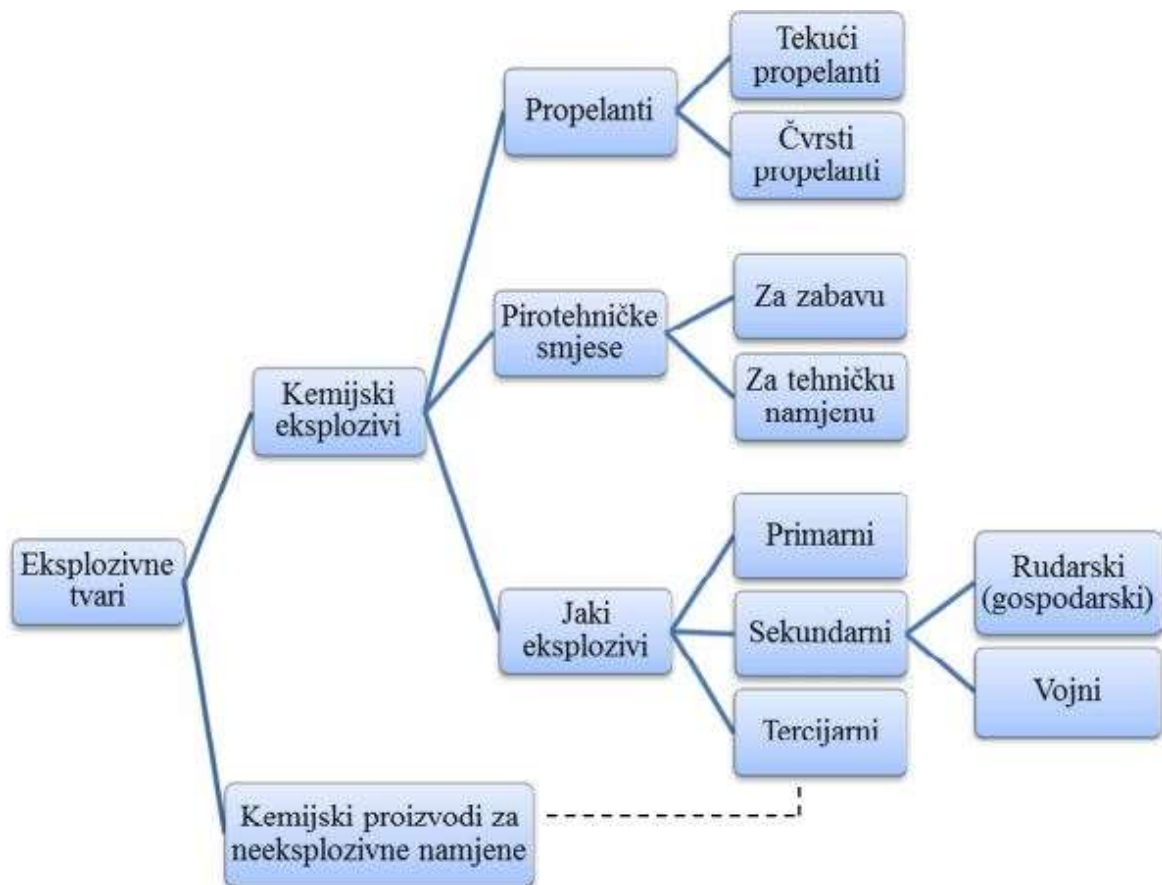 Eksplozivne
tvari
Kemijski
eksplozivi
Propelanti
Tekući
propelanti
Čvrsti
propelanti
Pirotehničke
smjese
Za zabavu
Za tehničku
namjenu
Jaki
eksplozivi
Primarni
Sekundarni
Rudarski
(gospodarski)
Vojni
Tercijarni
Kemijski proizvodi za
neeksplozivne namjene